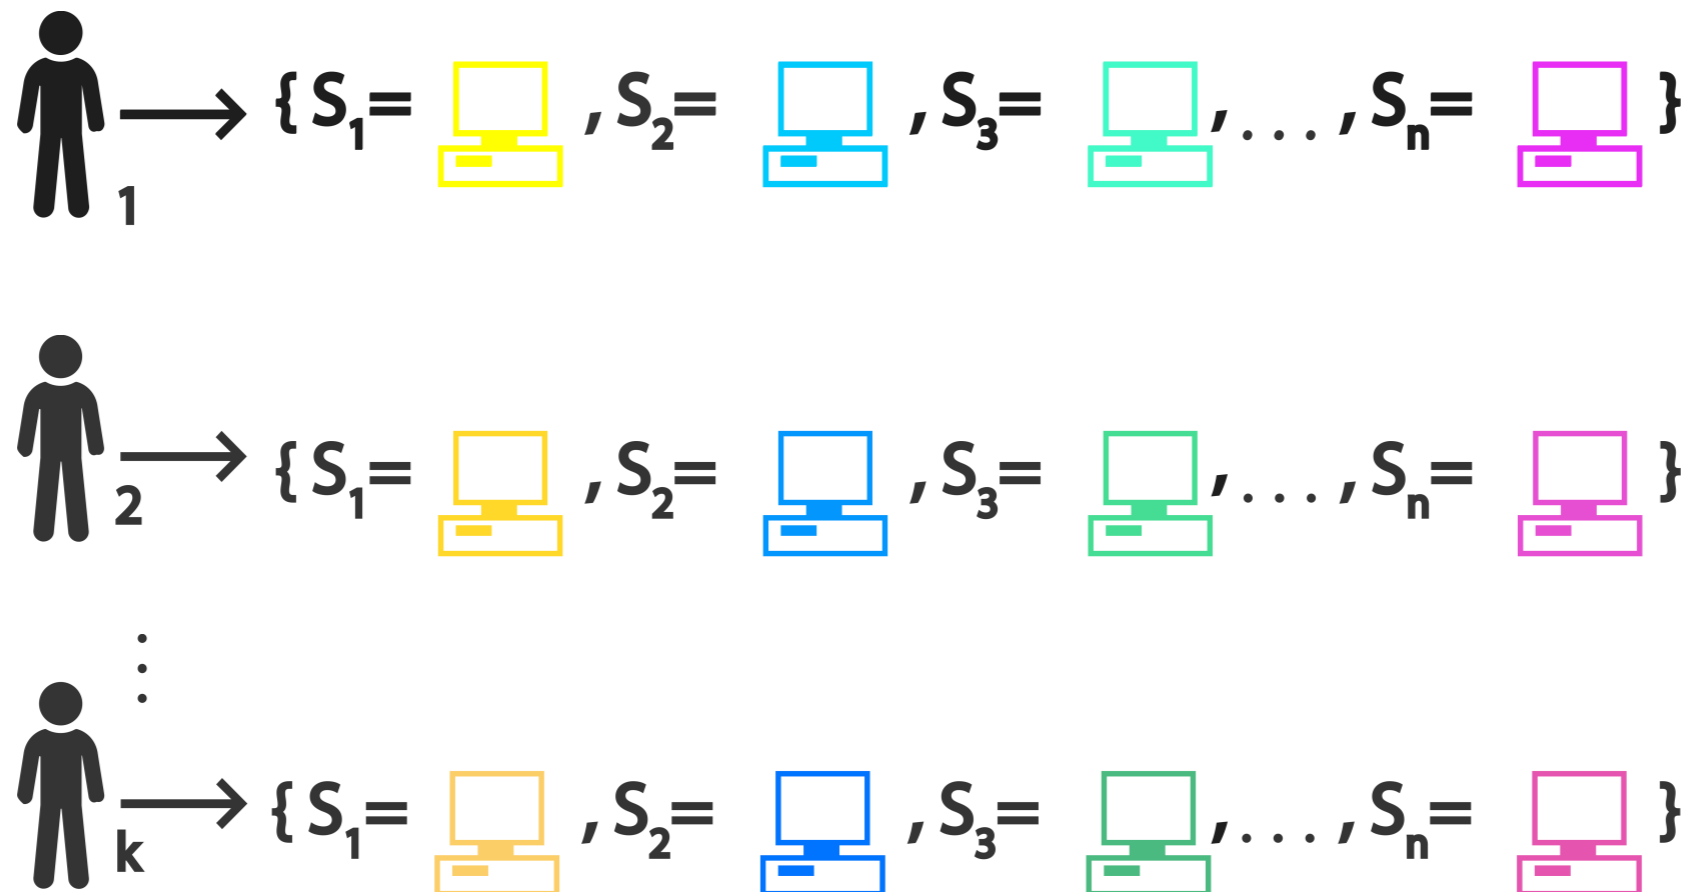 { S₁= , S₂= , S₃= , . . . , Sₙ= }
1
{ S₁= , S₂= , S₃= , . . . , Sₙ= }
2
{ S₁= , S₂= , S₃= , . . . , Sₙ= }
k